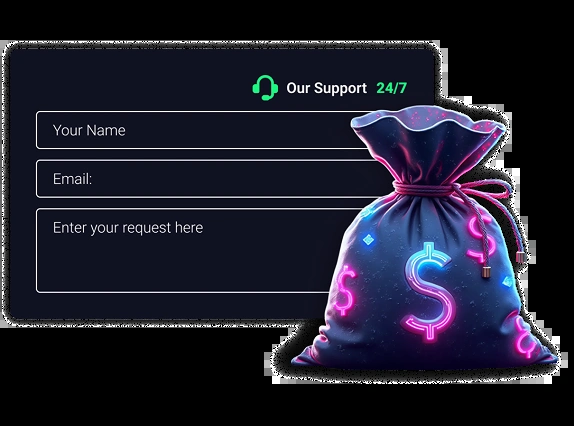 Our Support 24/7
Your Name
Email:
Enter your request here
$
$
$
$